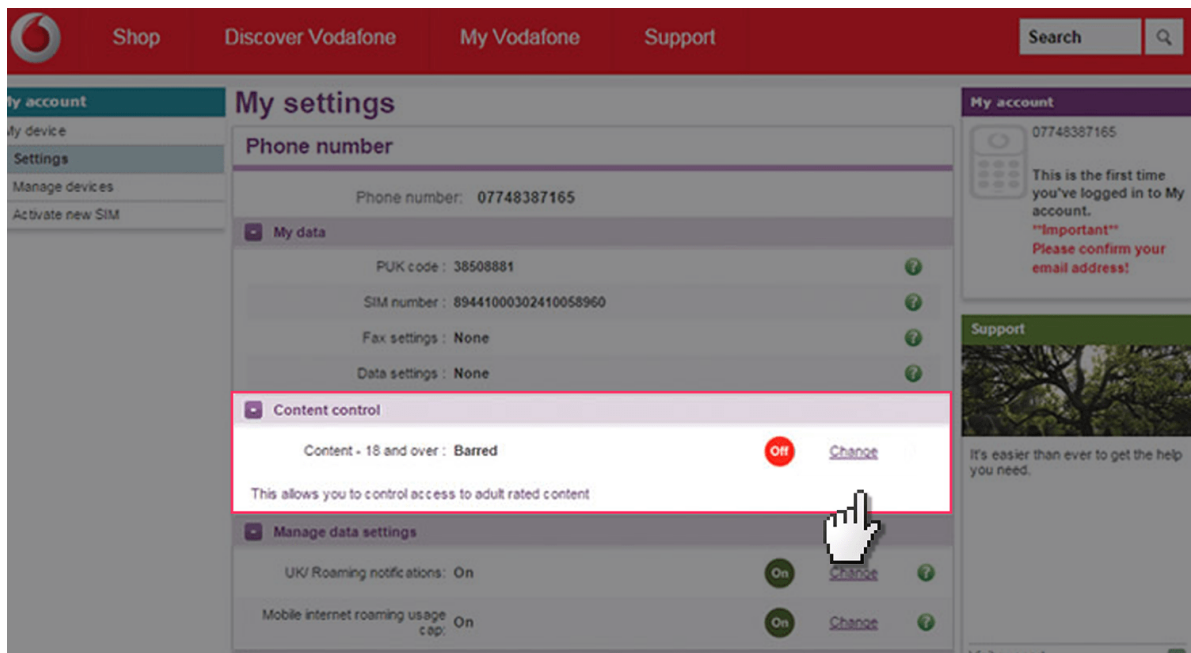 Shop Discover Vodafone My Vodafone Support Search
My account
My device
Settings
Manage devices
Activate new SIM
My settings
Phone number
Phone number: 07748387165
My data
PUK code : 38508881
SIM number : 89441000302410058960
Fax settings : None
Data settings : None
Content control
Content - 18 and over : Barred Off Change
This allows you to control access to adult rated content
Manage data settings
UK/ Roaming notifications: On On Change
Mobile internet roaming usage
cap: On On Change
My account
07748387165
This is the first time
you've logged in to My
account.
**Important**
Please confirm your
email address!
Support
It's easier than ever to get the help
you need.